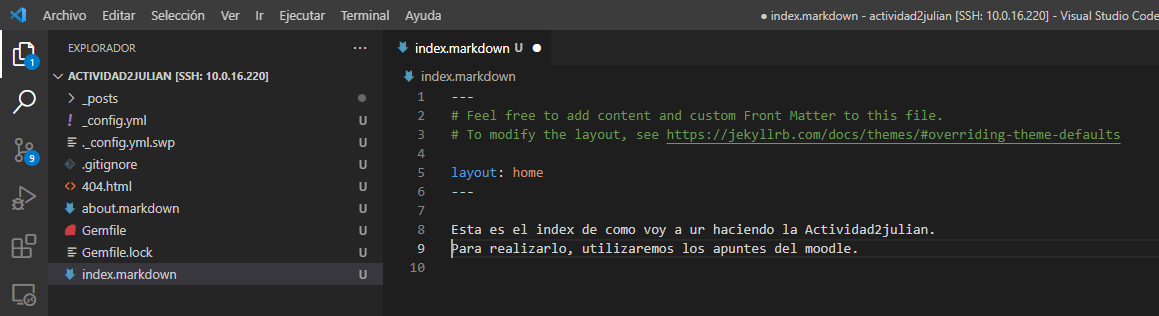 Archivo Editar Selección Ver Ir Ejecutar Terminal Ayuda
● index.markdown - actividad2julian [SSH: 10.0.16.220] - Visual Studio Code
EXPLORADOR ...
ACTIVIDAD2JULIAN [SSH: 10.0.16.220]
> _posts
! _config.yml U
._config.yml.swp U
.gitignore U
<> 404.html U
about.markdown U
Gemfile U
Gemfile.lock U
index.markdown U
1
9
index.markdown U ●
index.markdown
1 ---
2 # Feel free to add content and custom Front Matter to this file.
3 # To modify the layout, see https://jekyllrb.com/docs/themes/#overriding-theme-defaults
4
5 layout: home
6 ---
7
8 Esta es el index de como voy a ur haciendo la Actividad2julian.
9 Para realizarlo, utilizaremos los apuntes del moodle.
10